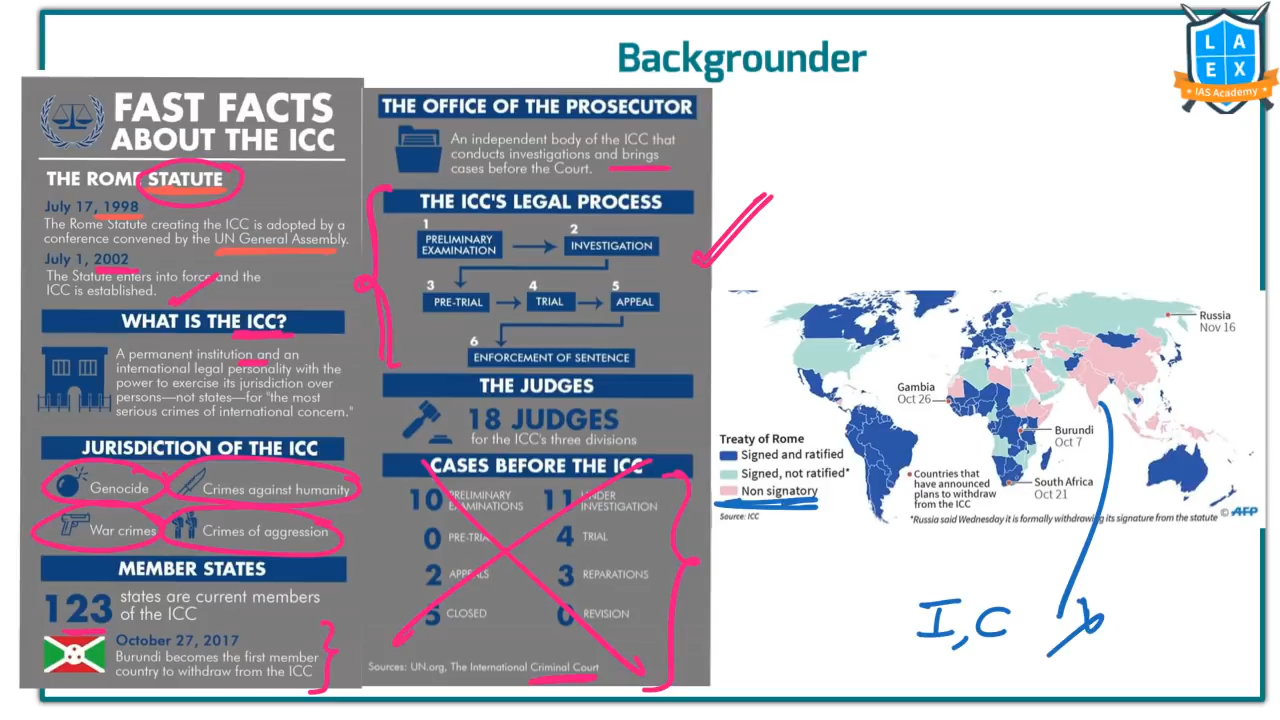 Backgrounder
L A
E X
IAS Academy
FAST FACTS
ABOUT THE ICC
THE ROME STATUTE
July 17, 1998
The Rome Statute creating the ICC is adopted by a
conference convened by the UN General Assembly.
July 1, 2002
The Statute enters into force and the
ICC is established.
WHAT IS THE ICC?
A permanent institution and an
international legal personality with the
power to exercise its jurisdiction over
persons—not states—for "the most
serious crimes of international concern."
JURISDICTION OF THE ICC
Genocide
Crimes against humanity
War crimes
Crimes of aggression
MEMBER STATES
123 states are current members
of the ICC
October 27, 2017
Burundi becomes the first member
country to withdraw from the ICC
THE OFFICE OF THE PROSECUTOR
An independent body of the ICC that
conducts investigations and brings
cases before the Court.
THE ICC'S LEGAL PROCESS
1 PRELIMINARY
EXAMINATION
2 INVESTIGATION
3 PRE-TRIAL
4 TRIAL
5 APPEAL
6 ENFORCEMENT OF SENTENCE
THE JUDGES
18 JUDGES
for the ICC's three divisions
CASES BEFORE THE ICC
10 PRELIMINARY
EXAMINATIONS
11 UNDER
INVESTIGATION
0 PRE-TRIAL
4 TRIAL
2 APPEALS
3 REPARATIONS
5 CLOSED
0 REVISION
Sources: UN.org, The International Criminal Court
Russia
Nov 16
Gambia
Oct 26
Burundi
Oct 7
South Africa
Oct 21
Treaty of Rome
Signed and ratified
Signed, not ratified*
Non signatory
Source: ICC
Countries that
have announced
plans to withdraw
from the ICC
© AFP
*Russia said Wednesday it is formally withdrawing its signature from the statute
I, C